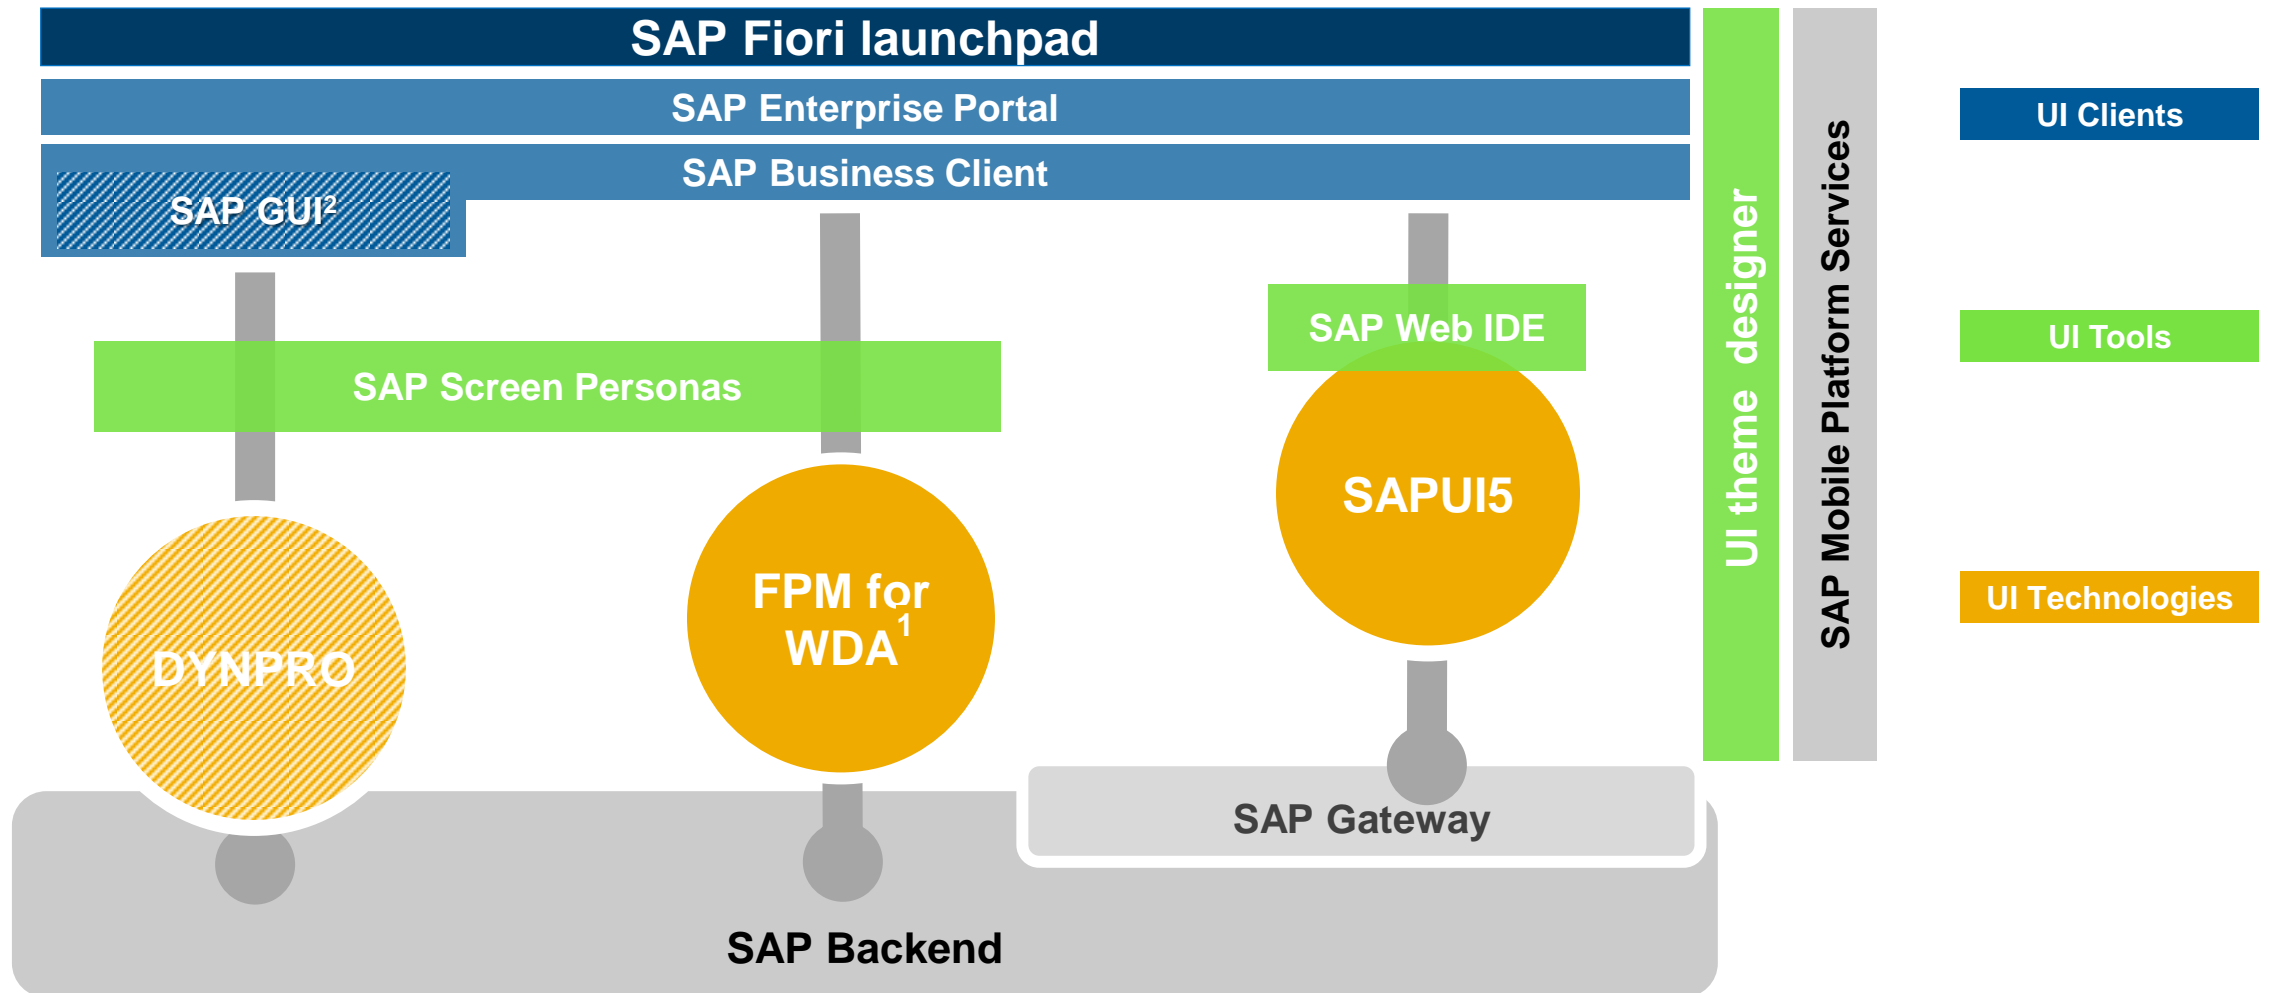 SAP Fiori launchpad
SAP Enterprise Portal
SAP Business Client
SAP GUI²
SAP Screen Personas
SAP Web IDE
DYNPRO
FPM for
WDA¹
SAPUI5
SAP Gateway
SAP Backend
UI theme designer
SAP Mobile Platform Services
UI Clients
UI Tools
UI Technologies